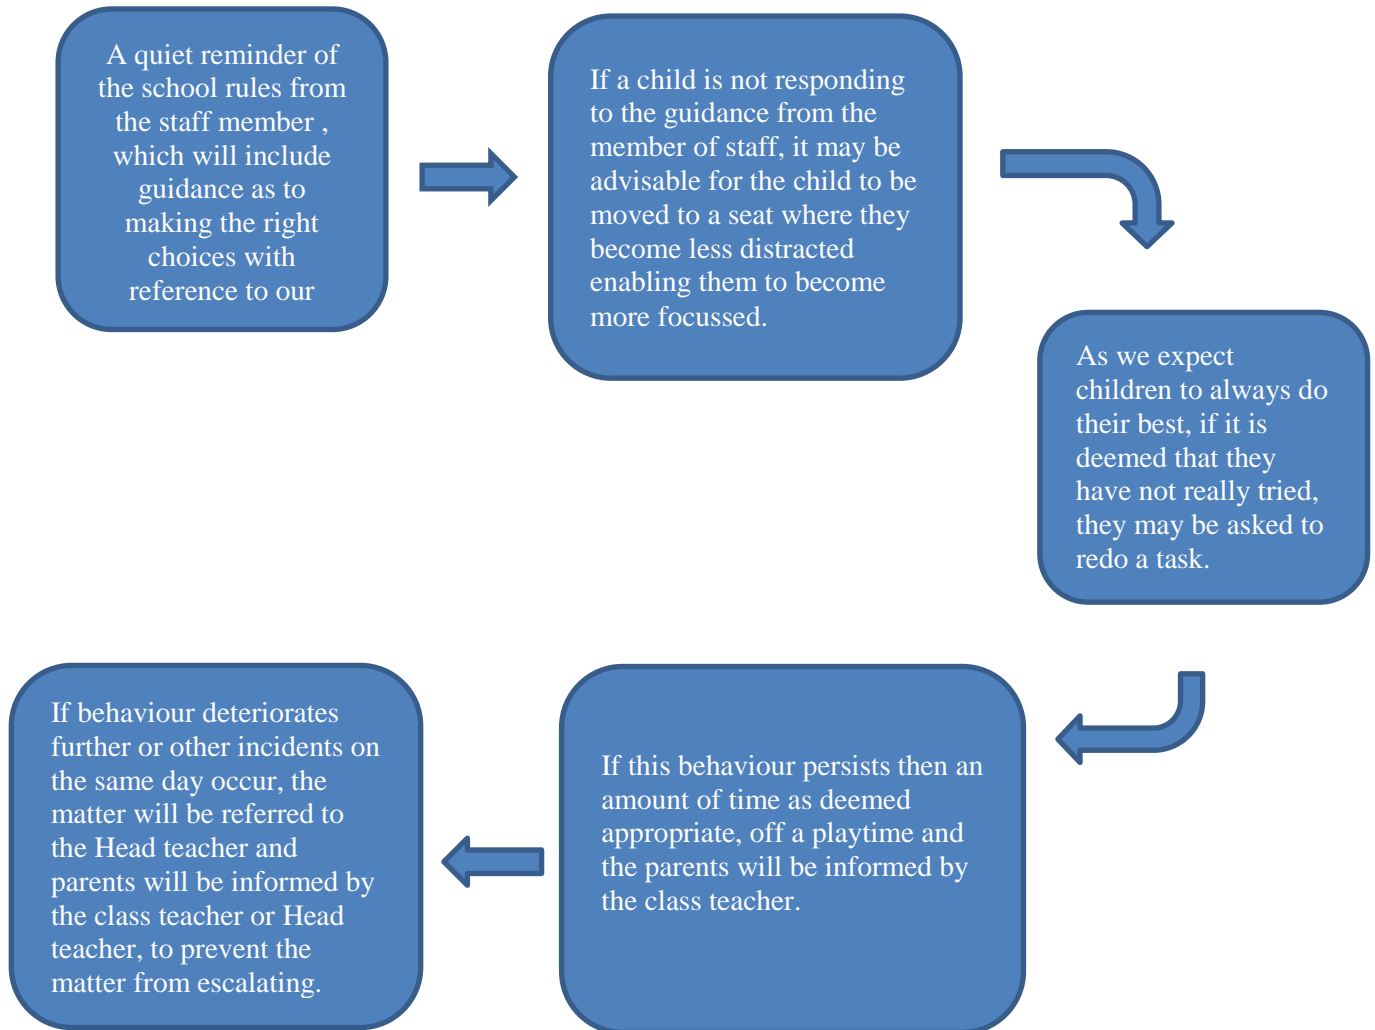 A quiet reminder of
the school rules from
the staff member ,
which will include
guidance as to
making the right
choices with
reference to our
If a child is not responding
to the guidance from the
member of staff, it may be
advisable for the child to be
moved to a seat where they
become less distracted
enabling them to become
more focussed.
As we expect
children to always do
their best, if it is
deemed that they
have not really tried,
they may be asked to
redo a task.
If this behaviour persists then an
amount of time as deemed
appropriate, off a playtime and
the parents will be informed by
the class teacher.
If behaviour deteriorates
further or other incidents on
the same day occur, the
matter will be referred to
the Head teacher and
parents will be informed by
the class teacher or Head
teacher, to prevent the
matter from escalating.